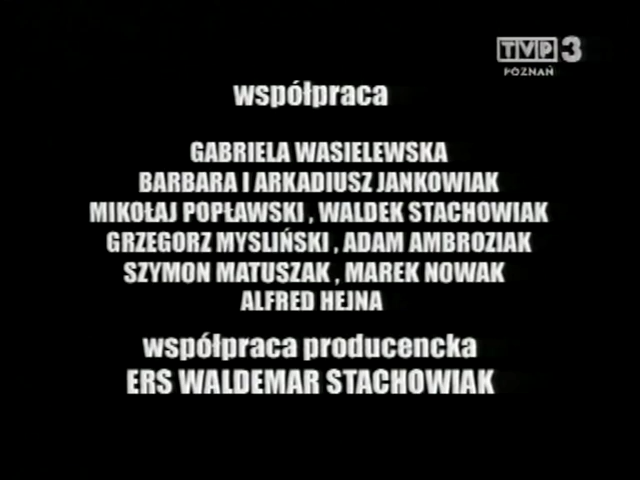 TVP3
POZNAŃ
współpraca
GABRIELA WASIELEWSKA
BARBARA I ARKADIUSZ JANKOWIAK
MIKOŁAJ POPŁAWSKI , WALDEK STACHOWIAK
GRZEGORZ MYSLIŃSKI , ADAM AMBROZIAK
SZYMON MATUSZAK , MAREK NOWAK
ALFRED HEJNA
współpraca producencka
ERS WALDEMAR STACHOWIAK